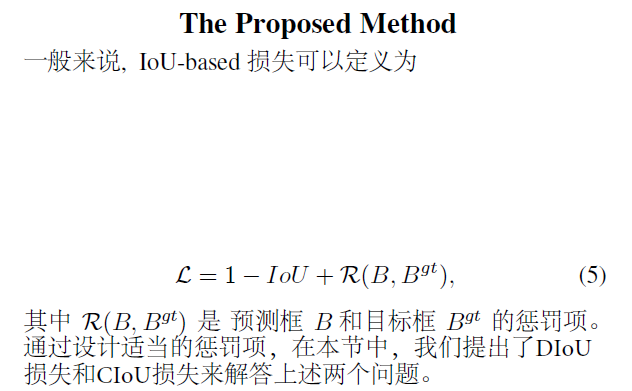 The Proposed Method
一般来说, IoU-based 损失可以定义为
ℒ = 1 − IoU + ℛ(B, B^{gt}), (5)
其中 ℛ(B, B^{gt}) 是 预测框 B 和目标框 B^{gt} 的惩罚项。
通过设计适当的惩罚项，在本节中，我们提出了DIoU
损失和CIoU损失来解答上述两个问题。